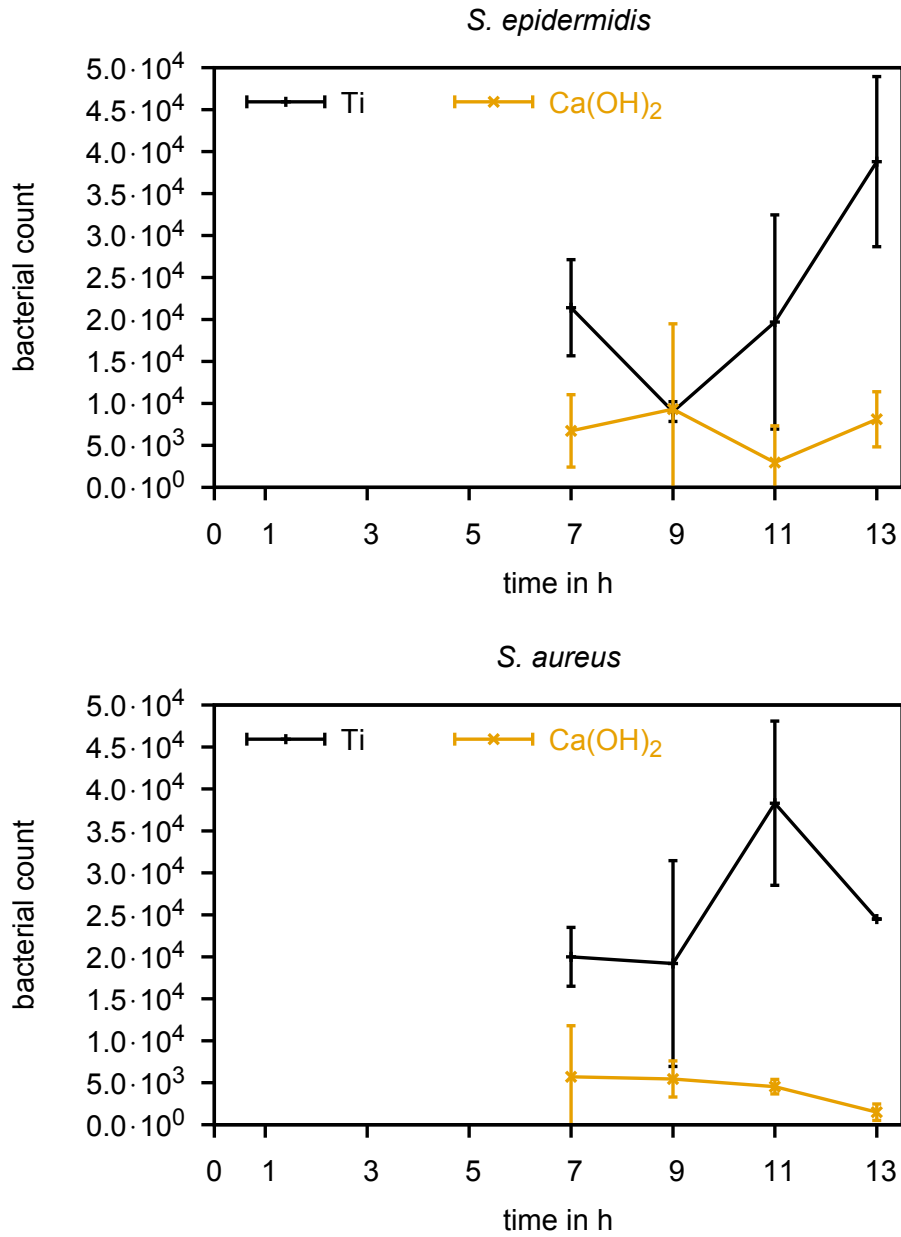 S. epidermidis
5.0·10⁴
4.5·10⁴
4.0·10⁴
3.5·10⁴
3.0·10⁴
2.5·10⁴
2.0·10⁴
1.5·10⁴
1.0·10⁴
5.0·10³
0.0·10⁰
bacterial count
Ti Ca(OH)₂
0 1 3 5 7 9 11 13
time in h
S. aureus
5.0·10⁴
4.5·10⁴
4.0·10⁴
3.5·10⁴
3.0·10⁴
2.5·10⁴
2.0·10⁴
1.5·10⁴
1.0·10⁴
5.0·10³
0.0·10⁰
bacterial count
Ti Ca(OH)₂
0 1 3 5 7 9 11 13
time in h